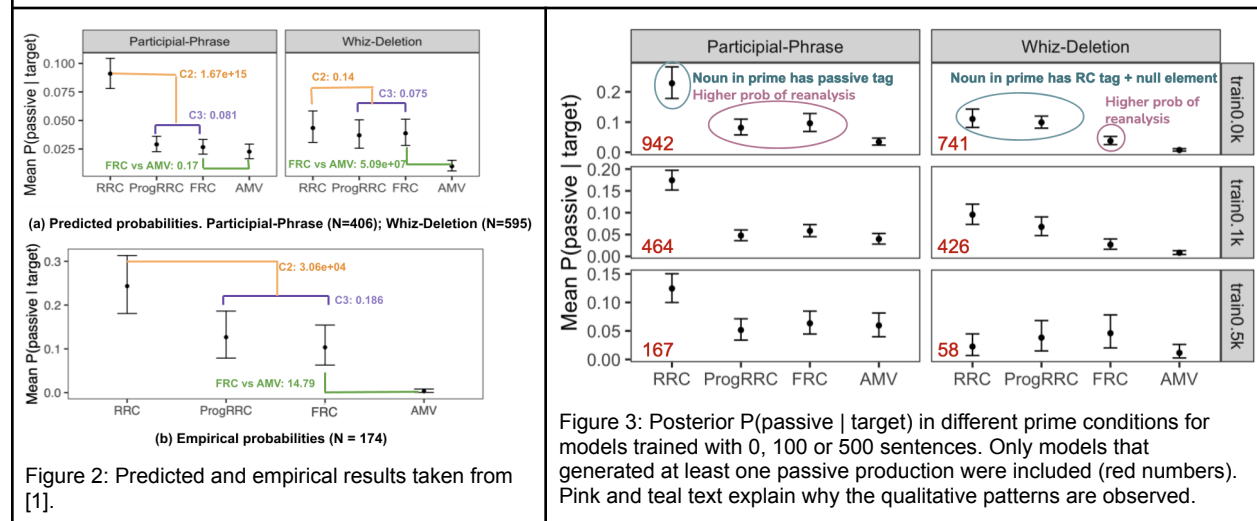 Participial-Phrase
Whiz-Deletion
Mean P(passive | target)
0.100
0.075
0.050
0.025
C2: 1.67e+15
C3: 0.081
FRC vs AMV: 0.17
C2: 0.14
C3: 0.075
FRC vs AMV: 5.09e+07
RRC ProgRRC FRC AMV
RRC ProgRRC FRC AMV
(a) Predicted probabilities. Participial-Phrase (N=406); Whiz-Deletion (N=595)
Mean P(passive | target)
0.3
0.2
0.1
0.0
C2: 3.06e+04
C3: 0.186
FRC vs AMV: 14.79
RRC ProgRRC FRC AMV
(b) Empirical probabilities (N = 174)
Figure 2: Predicted and empirical results taken from
[1].
Participial-Phrase
Whiz-Deletion
Mean P(passive | target)
0.2
0.1
0.0
Noun in prime has passive tag
Higher prob of reanalysis
942
Noun in prime has RC tag + null element
Higher prob of
reanalysis
741
train0.0k
0.20
0.15
0.10
0.05
0.00
464
426
train0.1k
0.15
0.10
0.05
0.00
167
58
train0.5k
RRC ProgRRC FRC AMV
RRC ProgRRC FRC AMV
Figure 3: Posterior P(passive | target) in different prime conditions for
models trained with 0, 100 or 500 sentences. Only models that
generated at least one passive production were included (red numbers).
Pink and teal text explain why the qualitative patterns are observed.